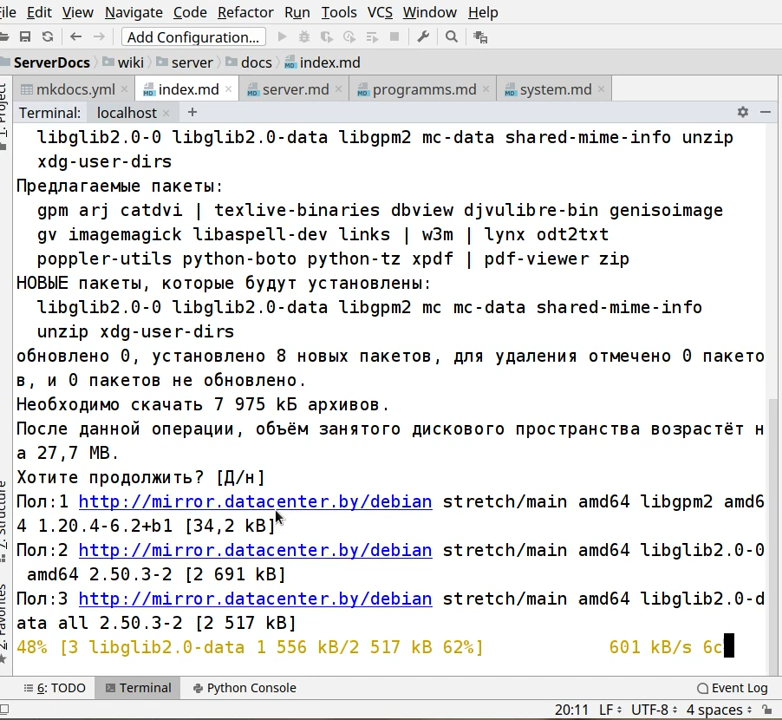 File Edit View Navigate Code Refactor Run Tools VCS Window Help
Add Configuration...
ServerDocs wiki server docs index.md
mkdocs.yml index.md server.md programms.md system.md
Terminal: localhost +
1: Project
libglib2.0-0 libglib2.0-data libgpm2 mc-data shared-mime-info unzip
xdg-user-dirs
Предлагаемые пакеты:
gpm arj catdvi | texlive-binaries dbview djvulibre-bin genisoimage
gv imagemagick libaspell-dev links | w3m | lynx odt2txt
poppler-utils python-boto python-tz xpdf | pdf-viewer zip
НОВЫЕ пакеты, которые будут установлены:
libglib2.0-0 libglib2.0-data libgpm2 mc mc-data shared-mime-info
unzip xdg-user-dirs
обновлено 0, установлено 8 новых пакетов, для удаления отмечено 0 пакето
в, и 0 пакетов не обновлено.
Необходимо скачать 7 975 kБ архивов.
После данной операции, объём занятого дискового пространства возрастёт н
а 27,7 MB.
Хотите продолжить? [Д/н]
Пол:1 http://mirror.datacenter.by/debian stretch/main amd64 libgpm2 amd6
4 1.20.4-6.2+b1 [34,2 kB]
Пол:2 http://mirror.datacenter.by/debian stretch/main amd64 libglib2.0-0
amd64 2.50.3-2 [2 691 kB]
Пол:3 http://mirror.datacenter.by/debian stretch/main amd64 libglib2.0-d
ata all 2.50.3-2 [2 517 kB]
48% [3 libglib2.0-data 1 556 kB/2 517 kB 62%] 601 kB/s 6с
Z: Structure
2: Favorites
6: TODO Terminal Python Console Event Log
20:11 LF UTF-8 4 spaces